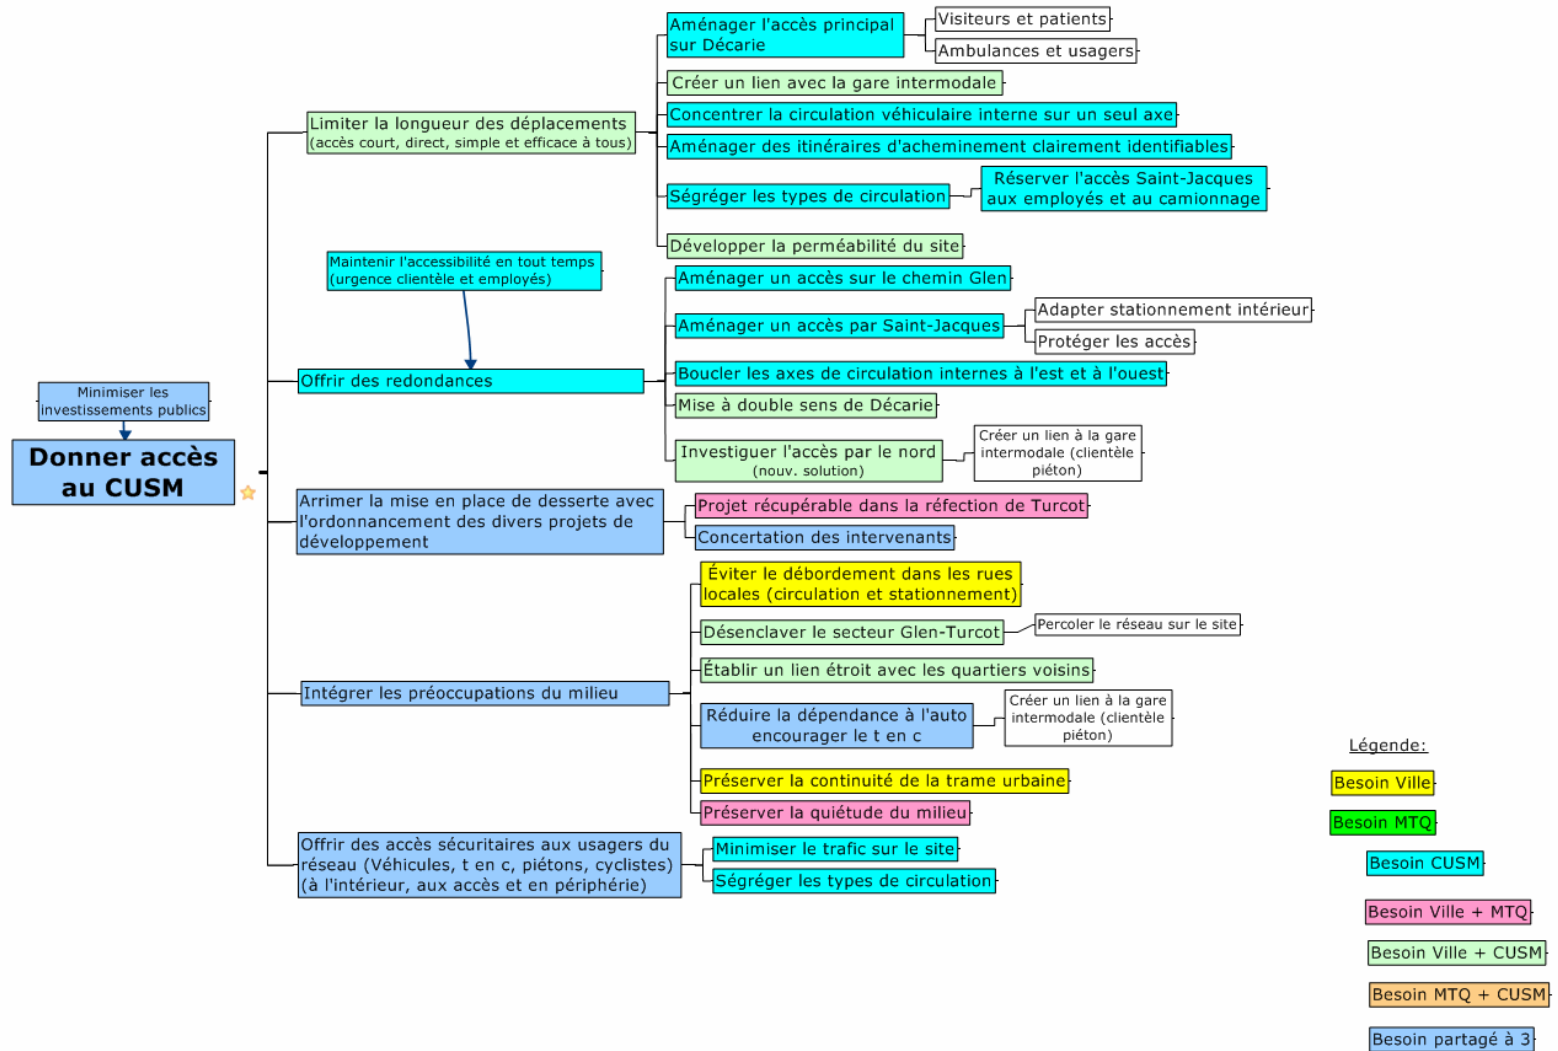 Aménager l'accès principal
sur Décarie
Visiteurs et patients
Ambulances et usagers
Créer un lien avec la gare intermodale
Concentrer la circulation véhiculaire interne sur un seul axe
Limiter la longueur des déplacements
(accès court, direct, simple et efficace à tous)
Aménager des itinéraires d'acheminement clairement identifiables
Ségréger les types de circulation
Réserver l'accès Saint-Jacques
aux employés et au camionnage
Développer la perméabilité du site
Maintenir l'accessibilité en tout temps
(urgence clientèle et employés)
Offrir des redondances
Aménager un accès sur le chemin Glen
Aménager un accès par Saint-Jacques
Adapter stationnement intérieur
Protéger les accès
Boucler les axes de circulation internes à l'est et à l'ouest
Mise à double sens de Décarie
Investiguer l'accès par le nord
(nouv. solution)
Créer un lien à la gare
intermodale (clientèle
piéton)
Minimiser les
investissements publics
Donner accès
au CUSM
Arrimer la mise en place de desserte avec
l'ordonnancement des divers projets de
développement
Projet récupérable dans la réfection de Turcot
Concertation des intervenants
Intégrer les préoccupations du milieu
Éviter le débordement dans les rues
locales (circulation et stationnement)
Désenclaver le secteur Glen-Turcot
Percoler le réseau sur le site
Établir un lien étroit avec les quartiers voisins
Réduire la dépendance à l'auto
encourager le t en c
Créer un lien à la gare
intermodale (clientèle
piéton)
Préserver la continuité de la trame urbaine
Préserver la quiétude du milieu
Offrir des accès sécuritaires aux usagers du
réseau (Véhicules, t en c, piétons, cyclistes)
(à l'intérieur, aux accès et en périphérie)
Minimiser le trafic sur le site
Ségréger les types de circulation
Légende:
Besoin Ville
Besoin MTQ
Besoin CUSM
Besoin Ville + MTQ
Besoin Ville + CUSM
Besoin MTQ + CUSM
Besoin partagé à 3